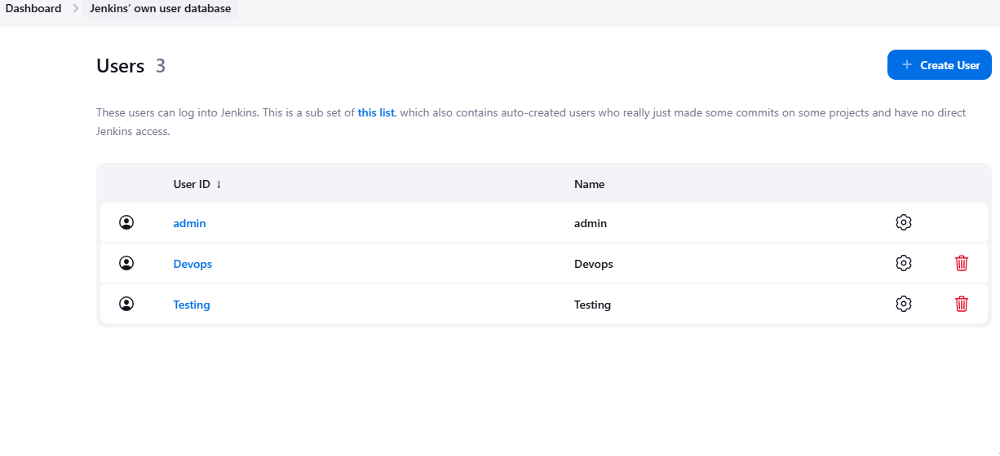 Dashboard > Jenkins' own user database
Users 3
+ Create User
These users can log into Jenkins. This is a sub set of this list, which also contains auto-created users who really just made some commits on some projects and have no direct
Jenkins access.
User ID ↓ Name
admin admin
Devops Devops
Testing Testing